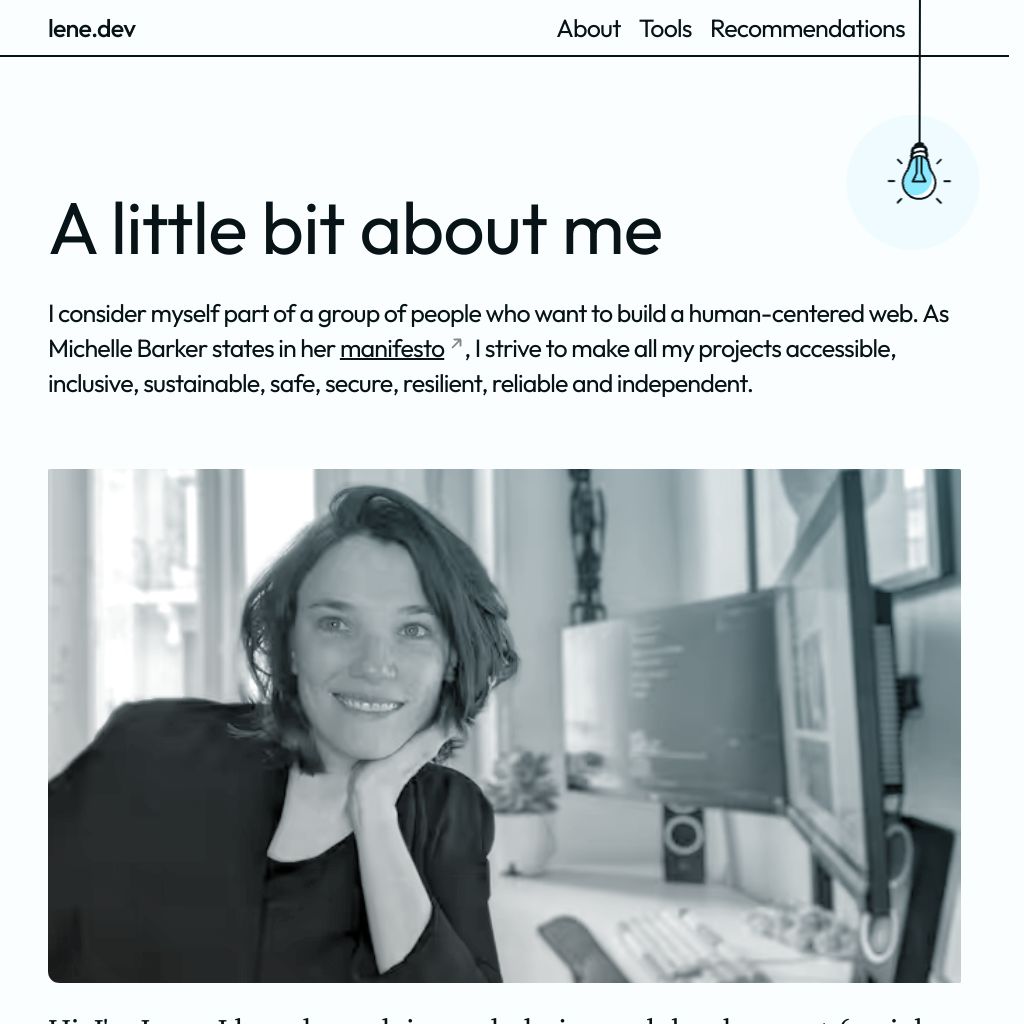 lene.dev
About Tools Recommendations
A little bit about me
I consider myself part of a group of people who want to build a human-centered web. As
Michelle Barker states in her manifesto ↗, I strive to make all my projects accessible,
inclusive, sustainable, safe, secure, resilient, reliable and independent.